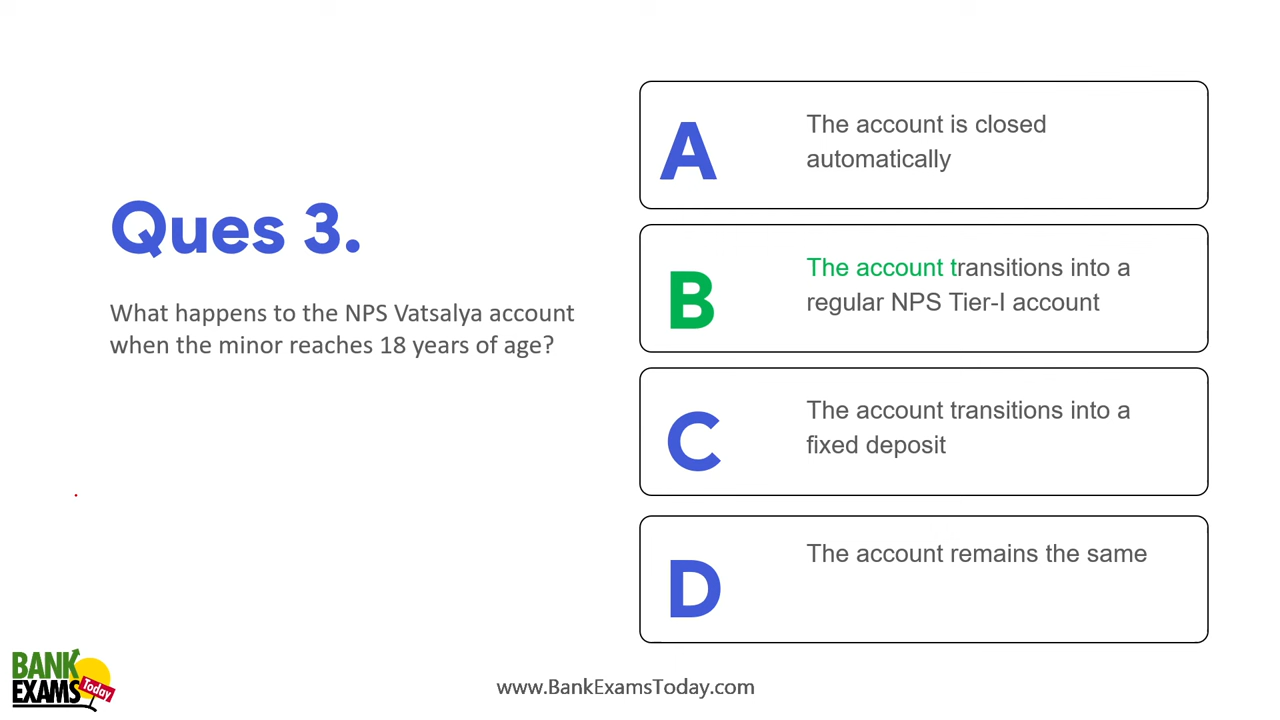 Ques 3.
What happens to the NPS Vatsalya account
when the minor reaches 18 years of age?
A
The account is closed
automatically
B
The account transitions into a
regular NPS Tier-I account
C
The account transitions into a
fixed deposit
D
The account remains the same
BANK
EXAMS
Today
www.BankExamsToday.com